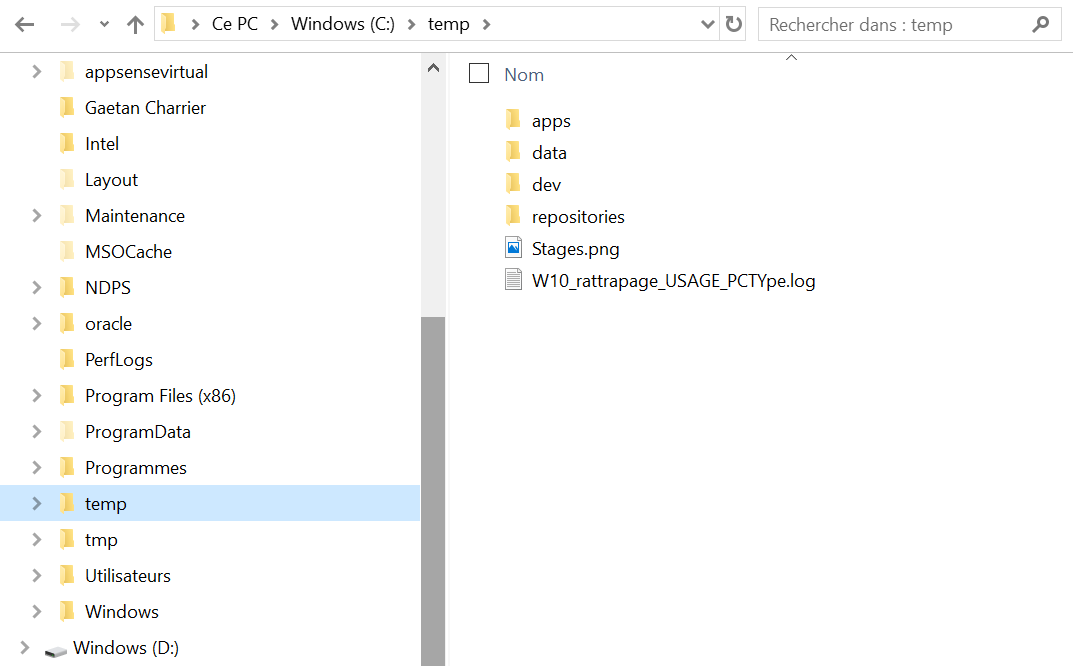 Ce PC > Windows (C:) > temp >
Rechercher dans : temp
appsensevirtual
Gaetan Charrier
Intel
Layout
Maintenance
MSOCache
NDPS
oracle
PerfLogs
Program Files (x86)
ProgramData
Programmes
temp
tmp
Utilisateurs
Windows
Windows (D:)
Nom
apps
data
dev
repositories
Stages.png
W10_rattrapage_USAGE_PCTYpe.log